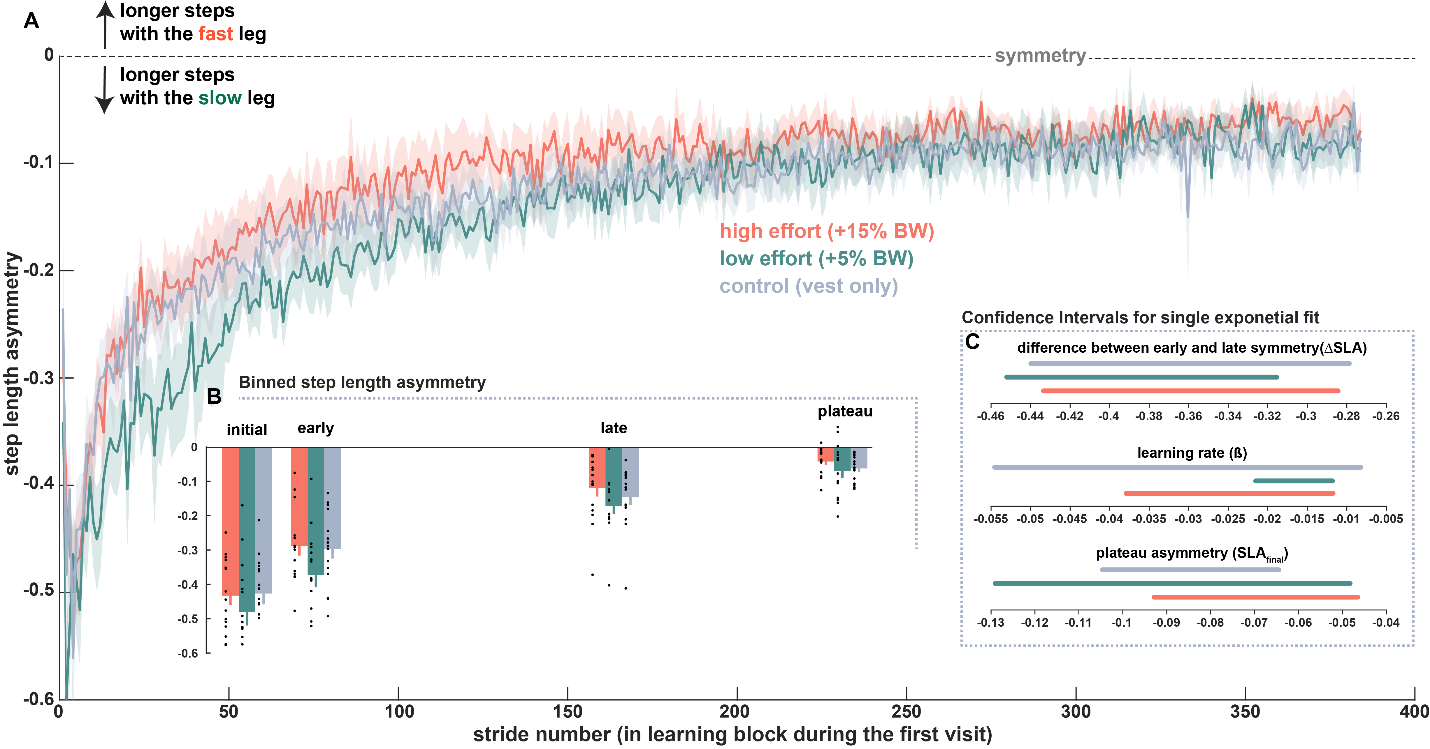 A
longer steps
with the fast leg
0
symmetry
longer steps
with the slow leg
-0.1
-0.2
-0.3
-0.4
-0.5
-0.6
step length asymmetry
high effort (+15% BW)
low effort (+5% BW)
control (vest only)
B
Binned step length asymmetry
initial
early
late
plateau
0
-0.1
-0.2
-0.3
-0.4
-0.5
-0.6
Confidence Intervals for single exponetial fit
C
difference between early and late symmetry(ΔSLA)
-0.46 -0.44 -0.42 -0.4 -0.38 -0.36 -0.34 -0.32 -0.3 -0.28 -0.26
learning rate (ß)
-0.055 -0.05 -0.045 -0.04 -0.035 -0.03 -0.025 -0.02 -0.015 -0.01 -0.005
plateau asymmetry (SLAfinal)
-0.13 -0.12 -0.11 -0.1 -0.09 -0.08 -0.07 -0.06 -0.05 -0.04
0 50 100 150 200 250 300 350 400
stride number (in learning block during the first visit)